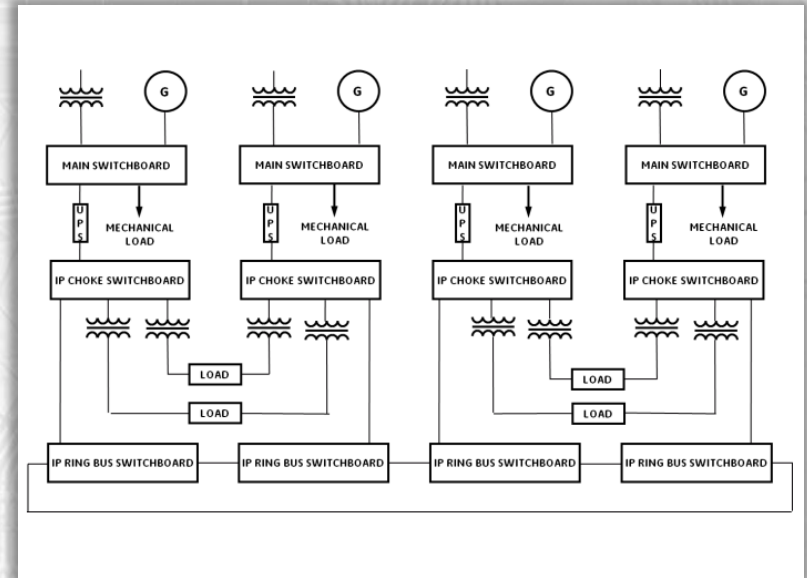 G
G
G
G
MAIN SWITCHBOARD
MAIN SWITCHBOARD
MAIN SWITCHBOARD
MAIN SWITCHBOARD
UPS
MECHANICAL
LOAD
UPS
MECHANICAL
LOAD
UPS
MECHANICAL
LOAD
UPS
MECHANICAL
LOAD
IP CHOKE SWITCHBOARD
IP CHOKE SWITCHBOARD
IP CHOKE SWITCHBOARD
IP CHOKE SWITCHBOARD
LOAD
LOAD
LOAD
LOAD
IP RING BUS SWITCHBOARD
IP RING BUS SWITCHBOARD
IP RING BUS SWITCHBOARD
IP RING BUS SWITCHBOARD